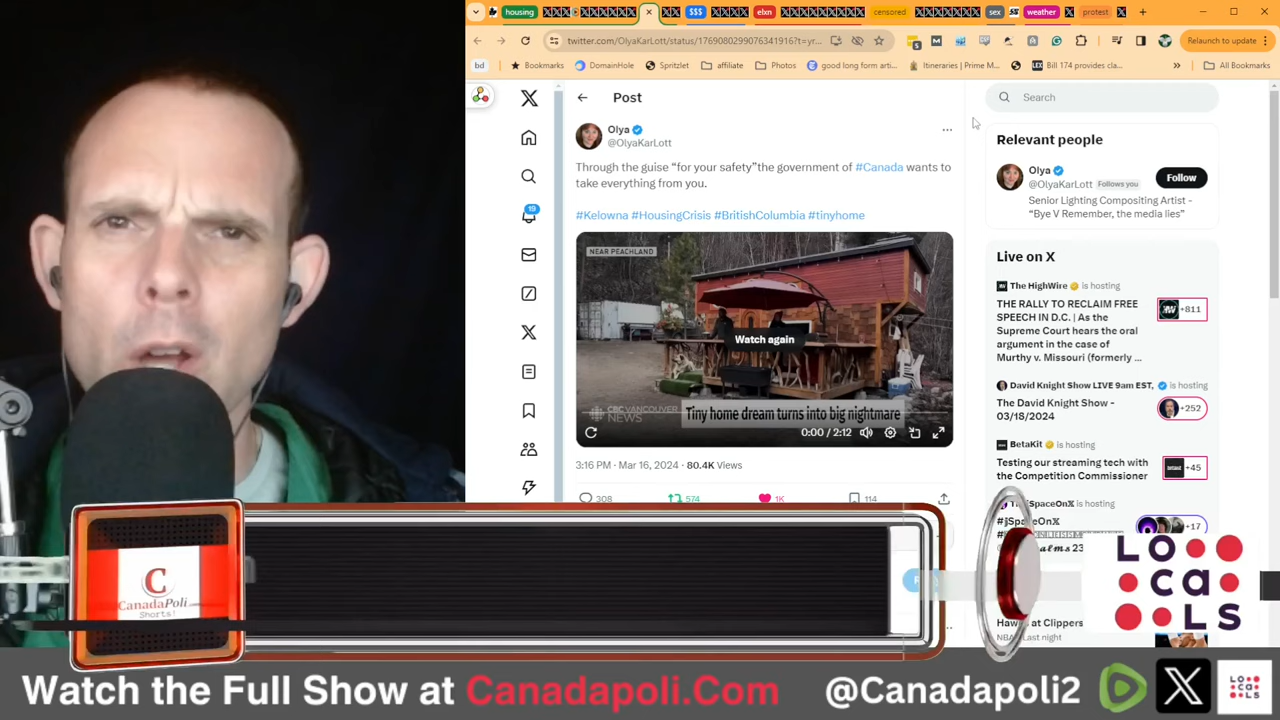 housing
$$$
elxn
censored
sex
weather
protest
twitter.com/OlyaKarLott/status/1769080299076341916?t=yr...
Relaunch to update
bd
Bookmarks
DomainHole
Spritzlet
affiliate
Photos
good long form arti...
Itineraries | Prime M...
Bill 174 provides cla...
All Bookmarks
Post
Search
Olya
@OlyaKarLott
Through the guise “for your safety”the government of #Canada wants to
take everything from you.
#Kelowna #HousingCrisis #BritishColumbia #tinyhome
NEAR PEACHLAND
Watch again
CBC VANCOUVER
NEWS
Tiny home dream turns into big nightmare
0:00 / 2:12
3:16 PM · Mar 16, 2024 · 80.4K Views
308
574
1K
114
19
Relevant people
Olya
@OlyaKarLott Follows you
Follow
Senior Lighting Compositing Artist -
“Bye V Remember, the media lies”
Live on X
The HighWire is hosting
THE RALLY TO RECLAIM FREE
SPEECH IN D.C. | As the
Supreme Court hears the oral
argument in the case of
Murthy v. Missouri (formerly ...
+811
David Knight Show LIVE 9am EST, is hosting
The David Knight Show -
03/18/2024
+252
BetaKit is hosting
Testing our streaming tech with
the Competition Commissioner
+45
is hosting
+17
at Clippers
Last night
C
CanadaPoli.com
Shorts!
LOCALS
Watch the Full Show at Canadapoli.Com
@Canadapoli2
LOCALS